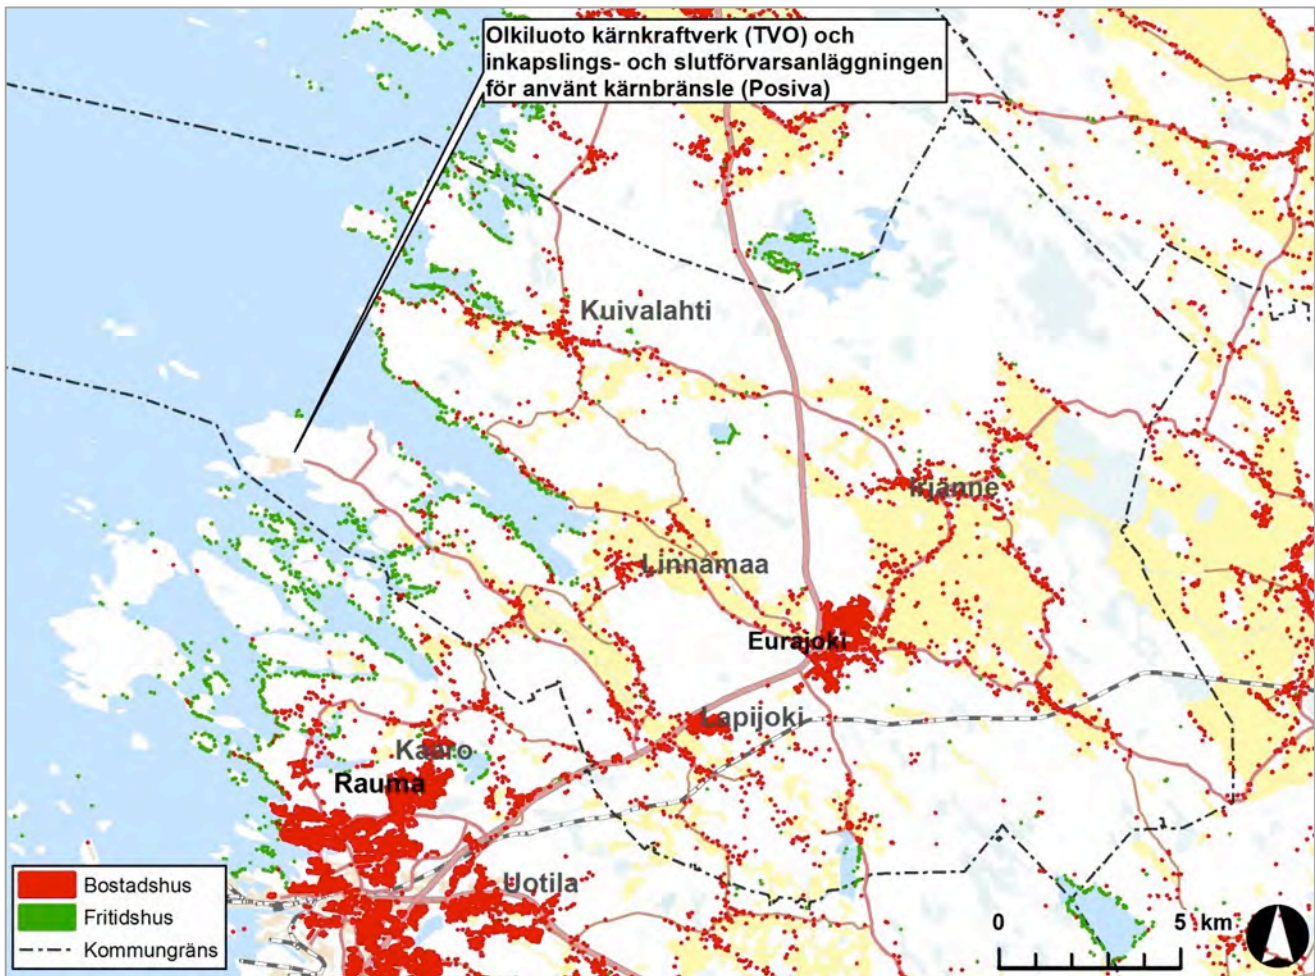 Olkiluoto kärnkraftverk (TVO) och
inkapslings- och slutförvarsanläggningen
för använt kärnbränsle (Posiva)
Kuivalahti
Irjanne
Linnamaa
Eurajoki
Lapijoki
Kaaro
Rauma
Uotila
Bostadshus
Fritidshus
Kommungräns
0 5 km